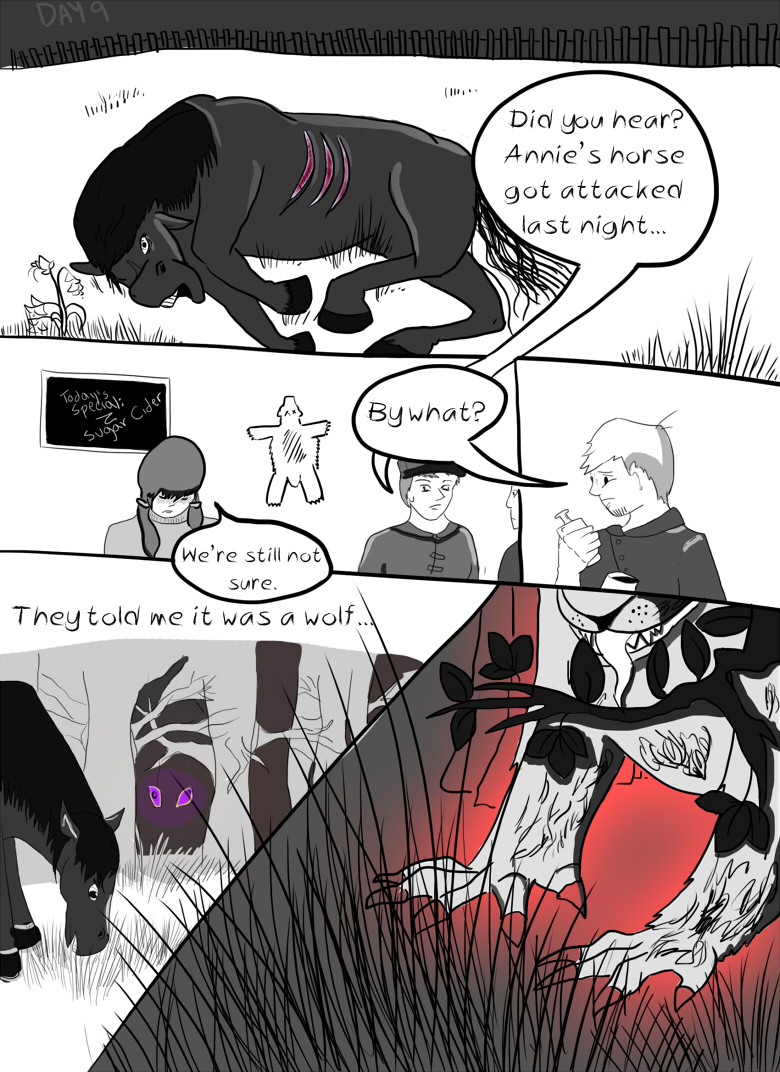 DAY 9
Did you hear?
Annie's horse
got attacked
last night...
By what?
Today's
special:
Sugar Cider
We're still not
sure.
They told me it was a wolf...